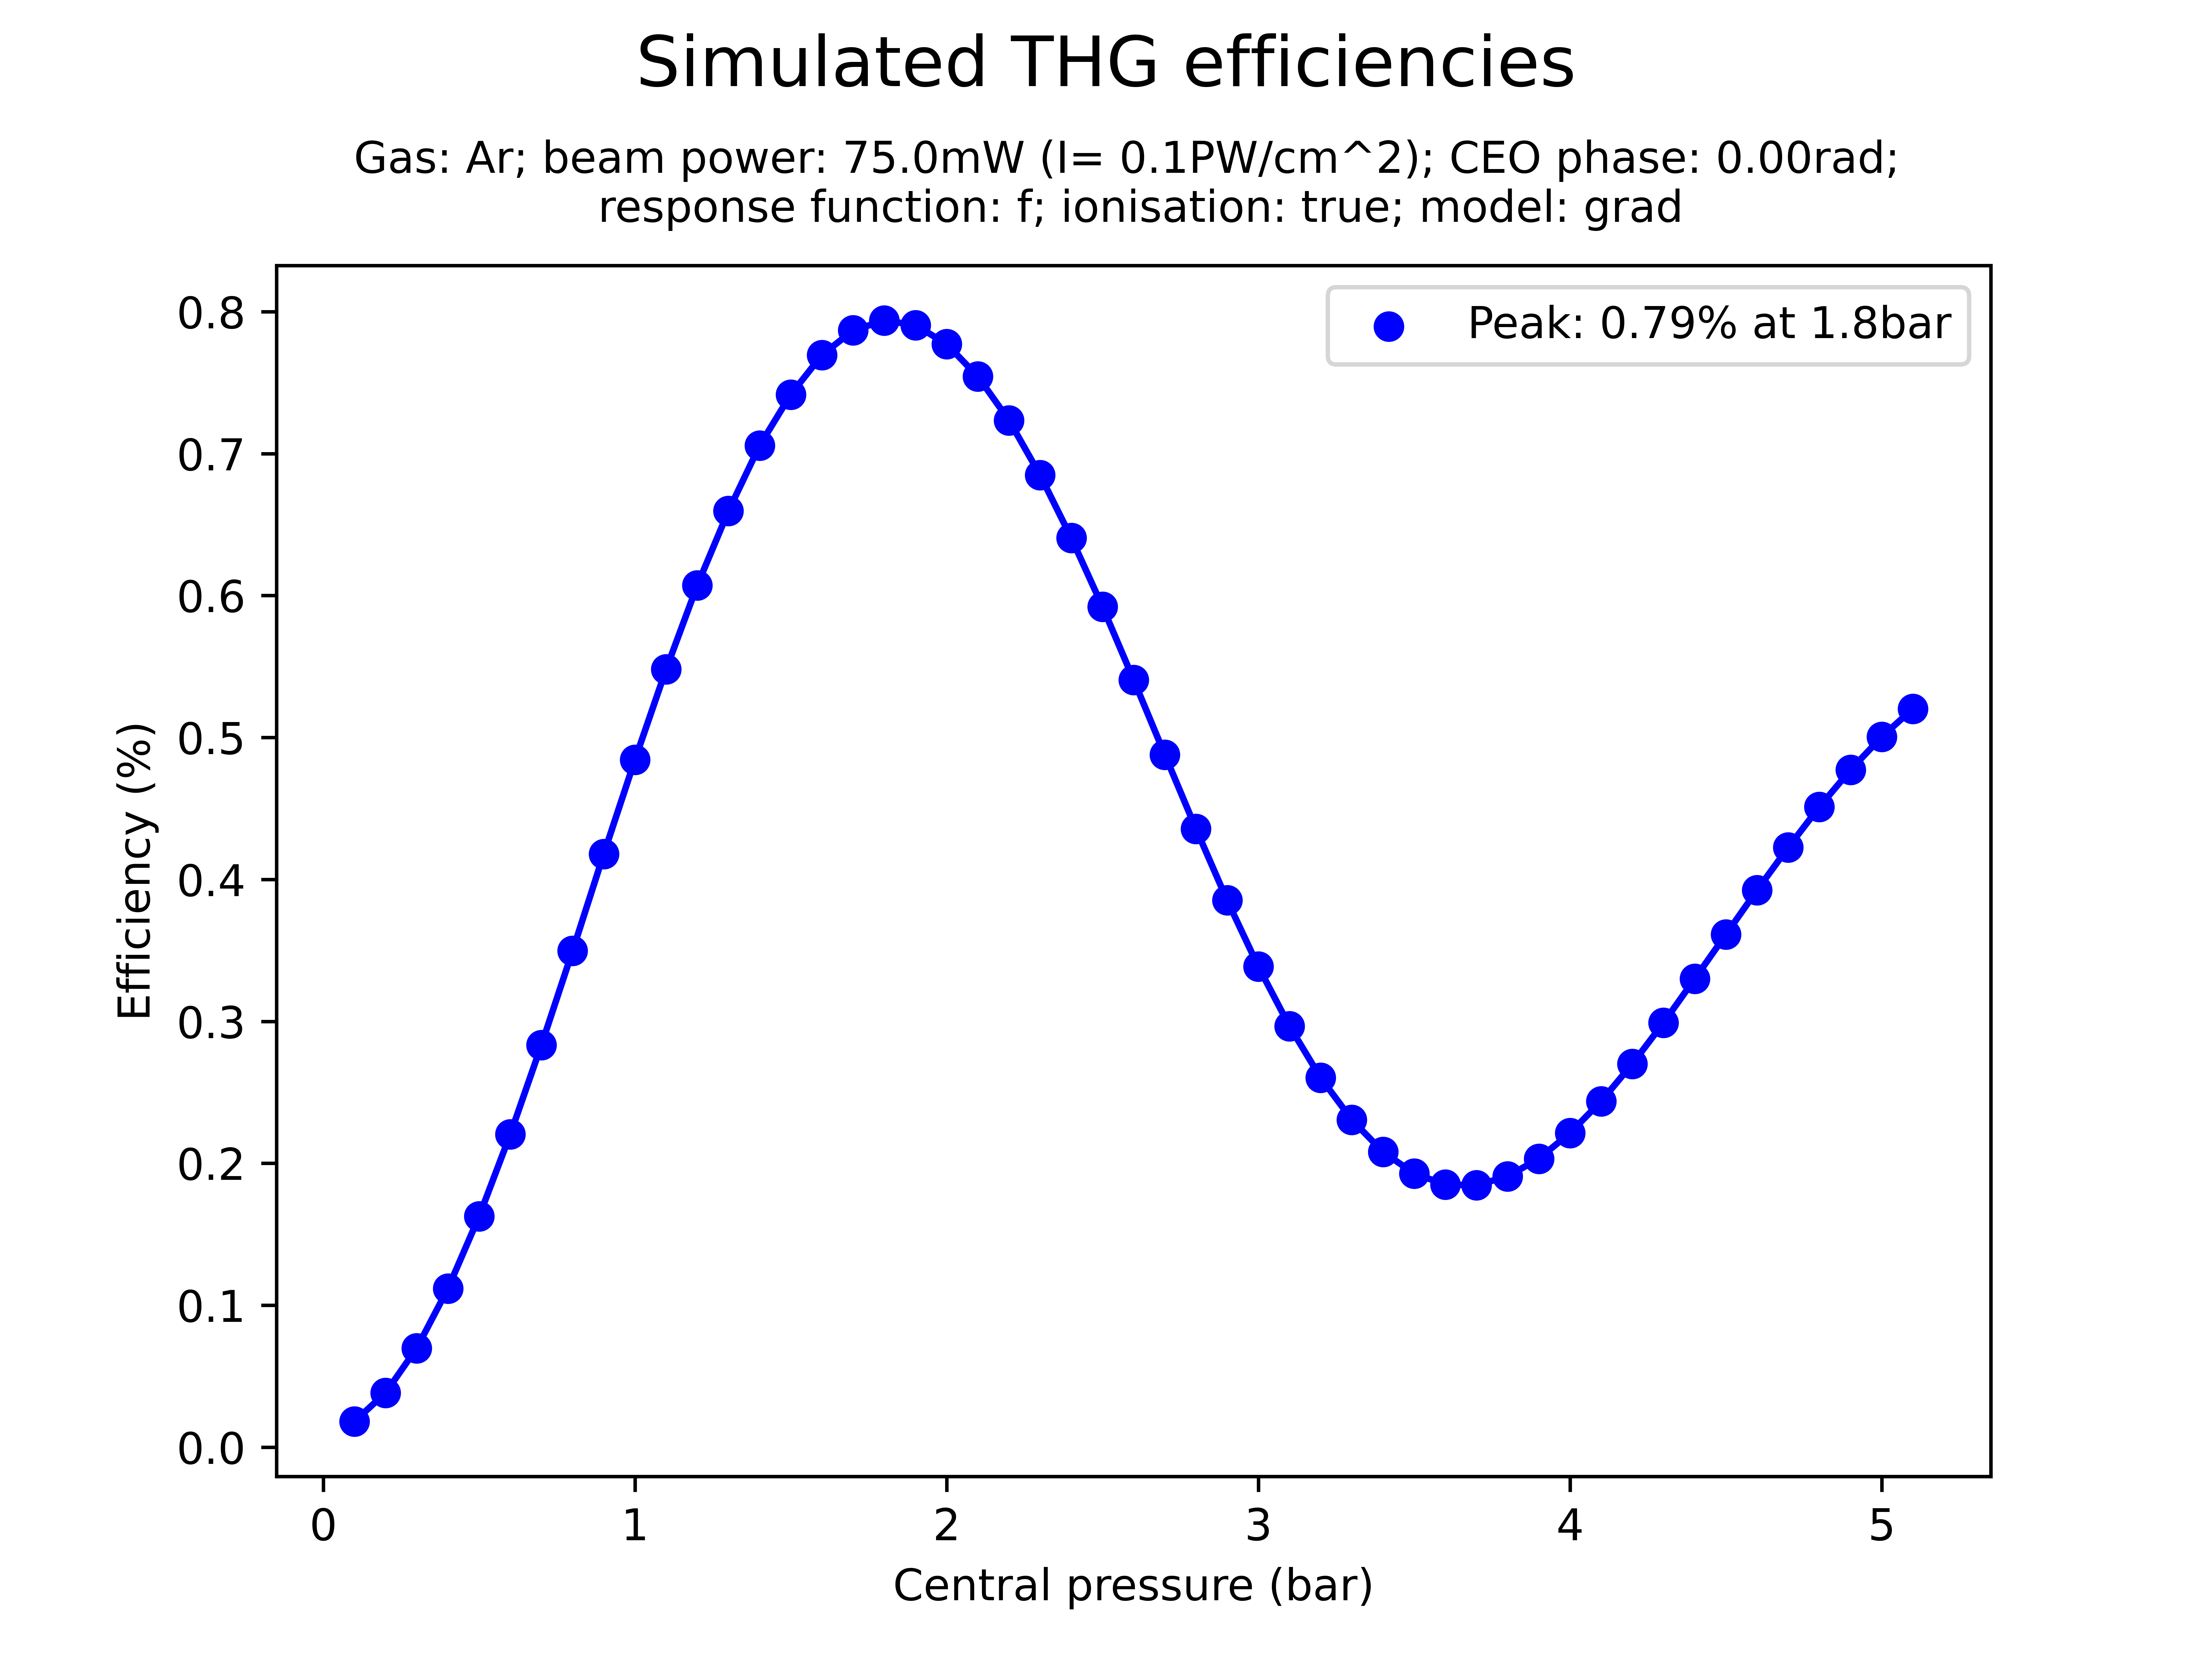 Simulated THG efficiencies
Gas: Ar; beam power: 75.0mW (I= 0.1PW/cm^2); CEO phase: 0.00rad;
response function: f; ionisation: true; model: grad
Peak: 0.79% at 1.8bar
0.8
0.7
0.6
0.5
0.4
0.3
0.2
0.1
0.0
Efficiency (%)
0 1 2 3 4 5
Central pressure (bar)